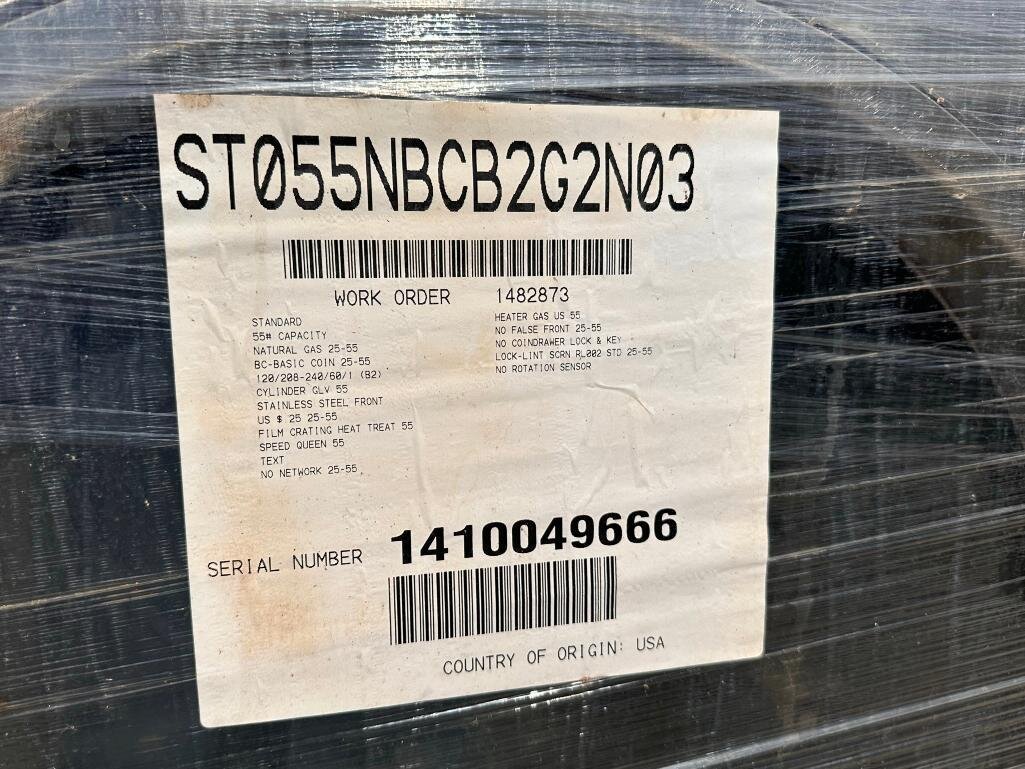 ST055NBCB2G2N03
WORK ORDER 1482873
STANDARD
55# CAPACITY
NATURAL GAS 25-55
BC-BASIC COIN 25-55
120/208-240/60/1 (B2)
CYLINDER GLV 55
STAINLESS STEEL FRONT
US $ 25 25-55
FILM CRATING HEAT TREAT 55
SPEED QUEEN 55
TEXT
NO NETWORK 25-55
HEATER GAS US 55
NO FALSE FRONT 25-55
NO COINDRAWER LOCK & KEY
LOCK-LINT SCRN RL002 STD 25-55
NO ROTATION SENSOR
SERIAL NUMBER 1410049666
COUNTRY OF ORIGIN: USA